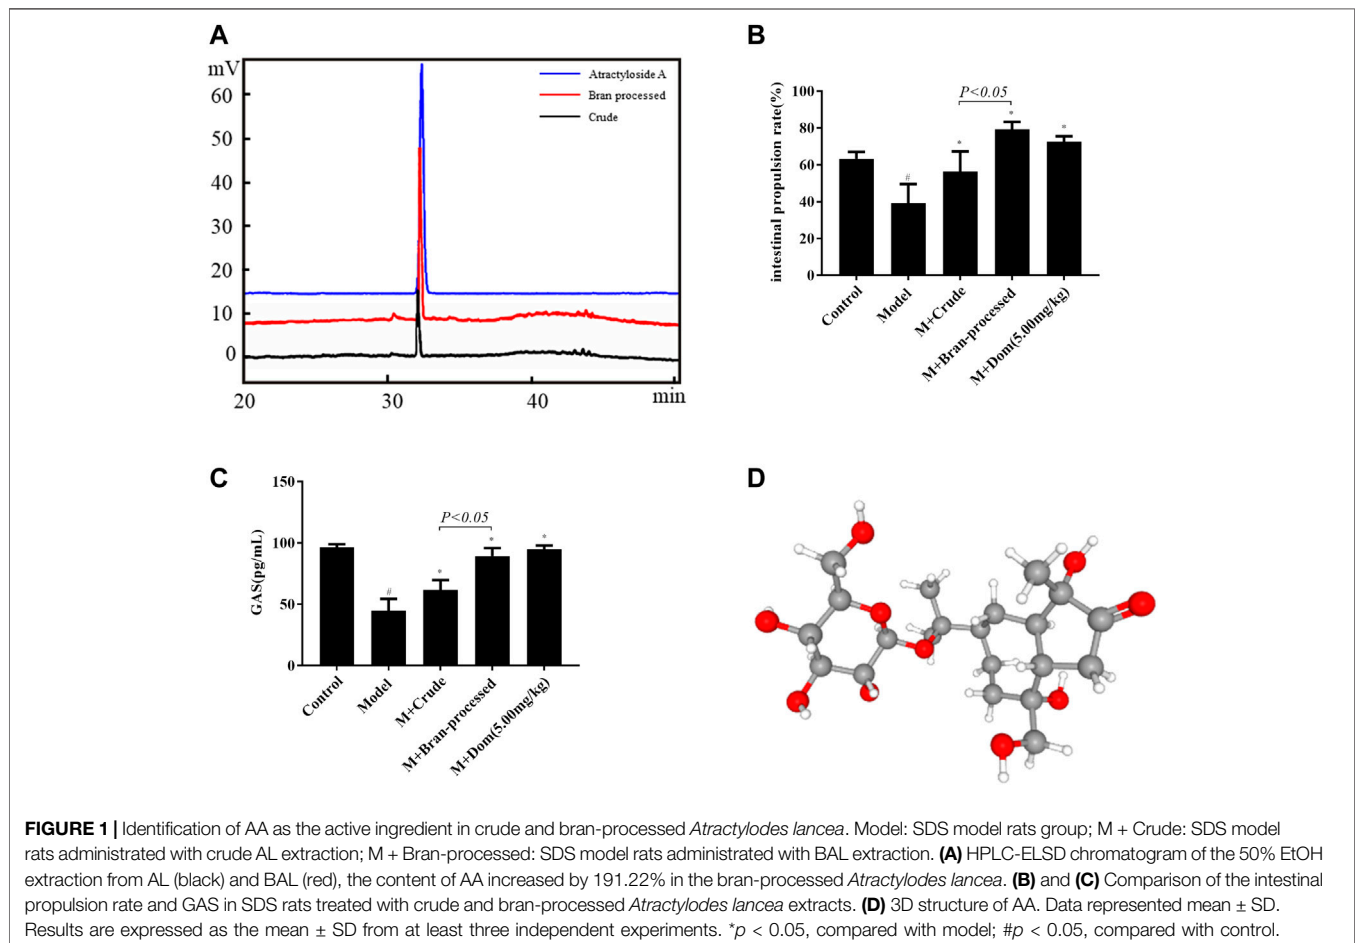 A
mV
60
50
40
30
20
10
0
20
30
40
min
Atractyloside A
Bran processed
Crude
B
intestinal propulsion rate(%)
100
80
60
40
20
0
#
*
P<0.05
*
*
Control
Model
M+Crude
M+Bran-processed
M+Dom(5.00mg/kg)
C
GAS(pg/mL)
150
100
50
0
#
*
P<0.05
*
*
Control
Model
M+Crude
M+Bran-processed
M+Dom(5.00mg/kg)
D
FIGURE 1 | Identification of AA as the active ingredient in crude and bran-processed Atractylodes lancea. Model: SDS model rats group; M + Crude: SDS model
rats administrated with crude AL extraction; M + Bran-processed: SDS model rats administrated with BAL extraction. (A) HPLC-ELSD chromatogram of the 50% EtOH
extraction from AL (black) and BAL (red), the content of AA increased by 191.22% in the bran-processed Atractylodes lancea. (B) and (C) Comparison of the intestinal
propulsion rate and GAS in SDS rats treated with crude and bran-processed Atractylodes lancea extracts. (D) 3D structure of AA. Data represented mean ± SD.
Results are expressed as the mean ± SD from at least three independent experiments. *p < 0.05, compared with model; #p < 0.05, compared with control.